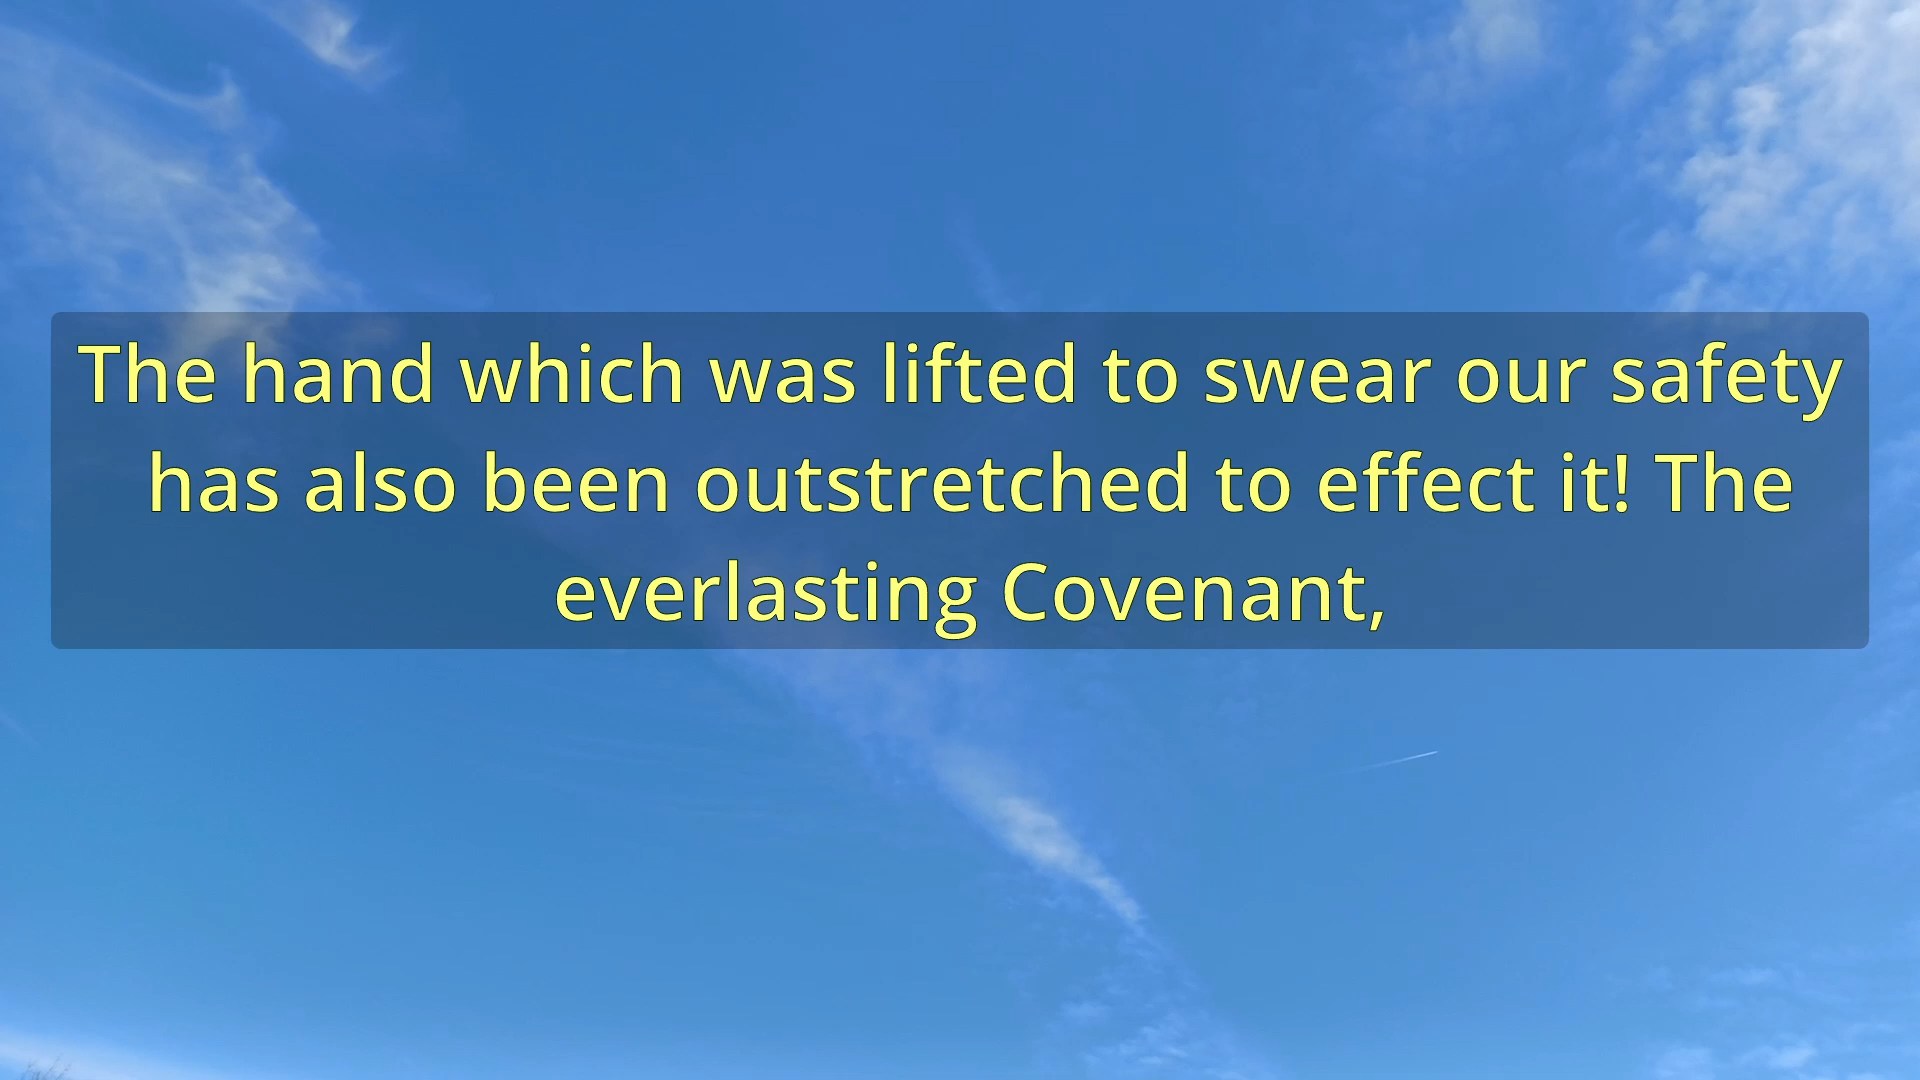 The hand which was lifted to swear our safety
has also been outstretched to effect it! The
everlasting Covenant,